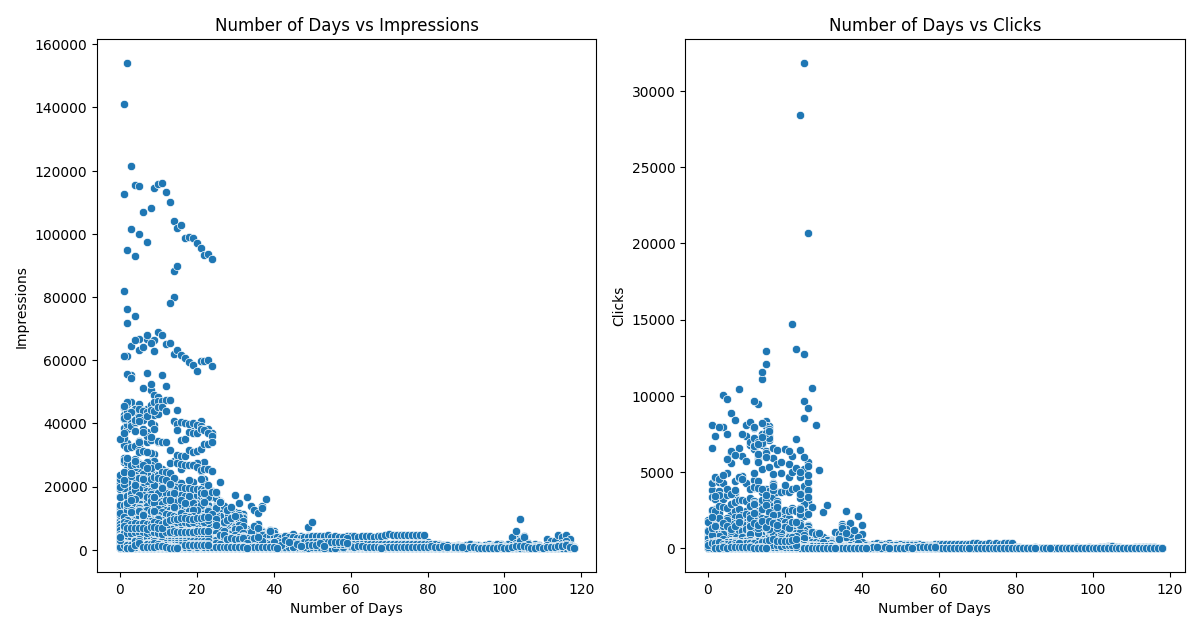 Number of Days vs Impressions
160000
140000
120000
100000
80000
60000
40000
20000
0
Impressions
0 20 40 60 80 100 120
Number of Days
Number of Days vs Clicks
30000
25000
20000
15000
10000
5000
0
Clicks
0 20 40 60 80 100 120
Number of Days